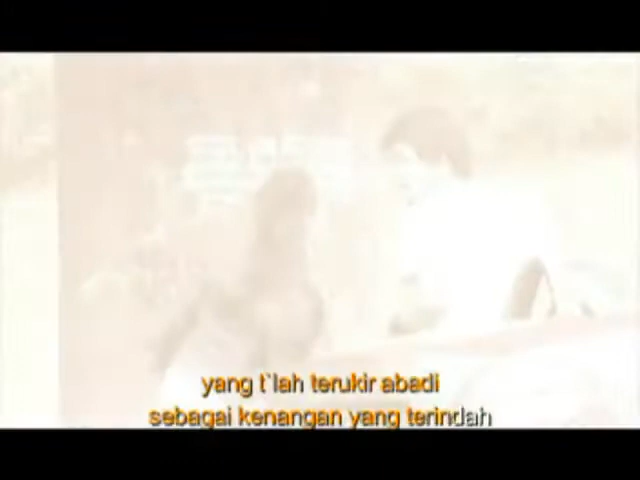 yang t`lah terukir abadi
sebagai kenangan yang terindah